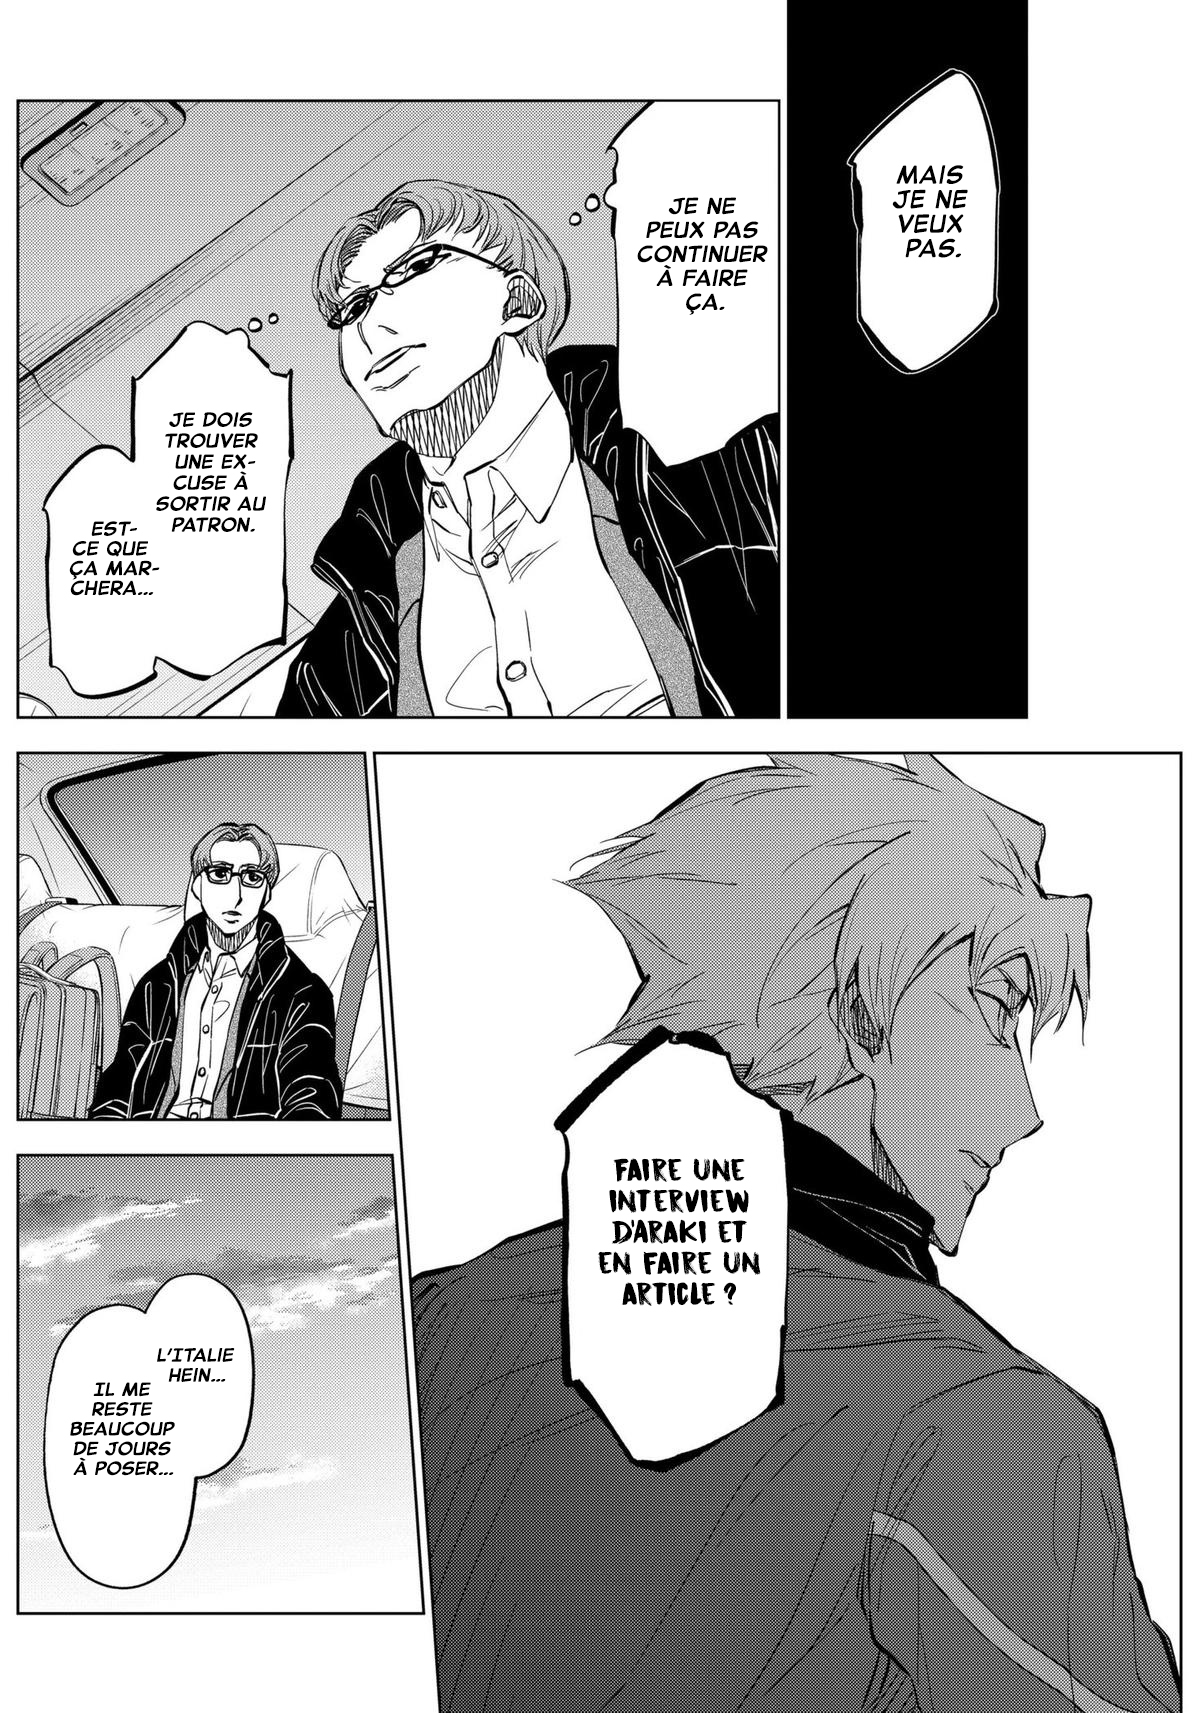 MAIS
JE NE
VEUX
PAS.
JE NE
PEUX PAS
CONTINUER
À FAIRE
ÇA.
JE DOIS
TROUVER
UNE EX-
CUSE À
SORTIR AU
PATRON.
EST-
CE QUE
ÇA MAR-
CHERA...
FAIRE UNE
INTERVIEW
D'ARAKI ET
EN FAIRE UN
ARTICLE ?
L'ITALIE
HEIN...
IL ME
RESTE
BEAUCOUP
DE JOURS
À POSER...